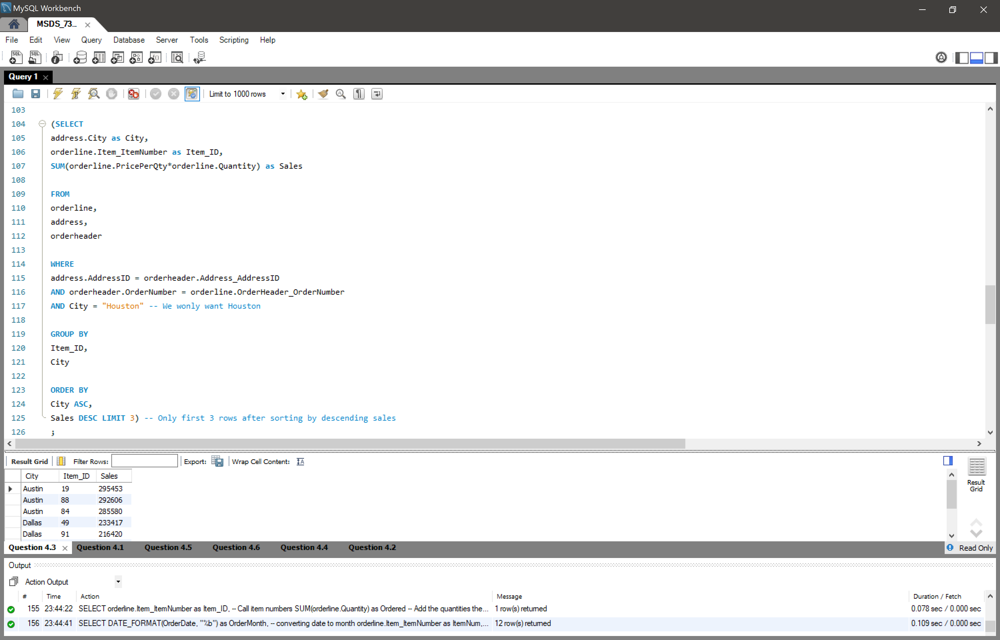 MySQL Workbench
MSDS_73...
File Edit View Query Database Server Tools Scripting Help
Query 1
Limit to 1000 rows
103
104 (SELECT
105 address.City as City,
106 orderline.Item_ItemNumber as Item_ID,
107 SUM(orderline.PricePerQty*orderline.Quantity) as Sales
108
109 FROM
110 orderline,
111 address,
112 orderheader
113
114 WHERE
115 address.AddressID = orderheader.Address_AddressID
116 AND orderheader.OrderNumber = orderline.OrderHeader_OrderNumber
117 AND City = "Houston" -- We wonly want Houston
118
119 GROUP BY
120 Item_ID,
121 City
122
123 ORDER BY
124 City ASC,
125 Sales DESC LIMIT 3) -- Only first 3 rows after sorting by descending sales
126 ;
Result Grid Filter Rows: Export: Wrap Cell Content:
City Item_ID Sales
Austin 19 295453
Austin 88 292606
Austin 84 285580
Dallas 49 233417
Dallas 91 216420
Result
Grid
Question 4.3 Question 4.1 Question 4.5 Question 4.6 Question 4.4 Question 4.2
Read Only
Output
Action Output
# Time Action Message Duration / Fetch
155 23:44:22 SELECT orderline.Item_ItemNumber as Item_ID, -- Call item numbers SUM(orderline.Quantity) as Ordered -- Add the quantities the... 1 row(s) returned 0.078 sec / 0.000 sec
156 23:44:41 SELECT DATE_FORMAT(OrderDate, "%b") as OrderMonth, -- converting date to month orderline.Item_ItemNumber as ItemNum,... 12 row(s) returned 0.109 sec / 0.000 sec